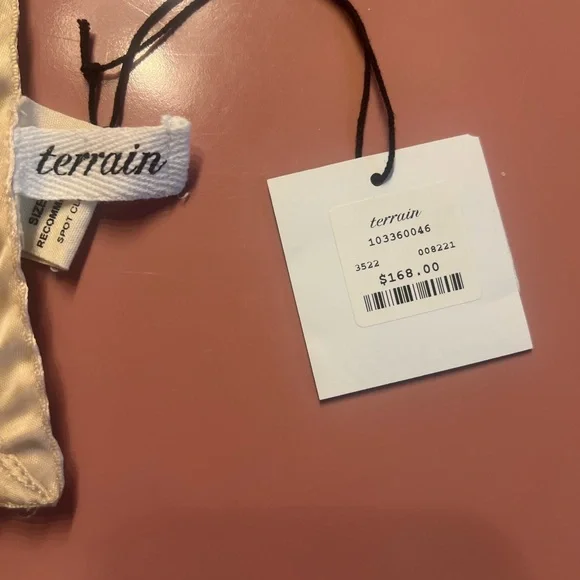 terrain
SIZE
RECOMM
SPOT CL
terrain
103360046
3522 008221
$168.00